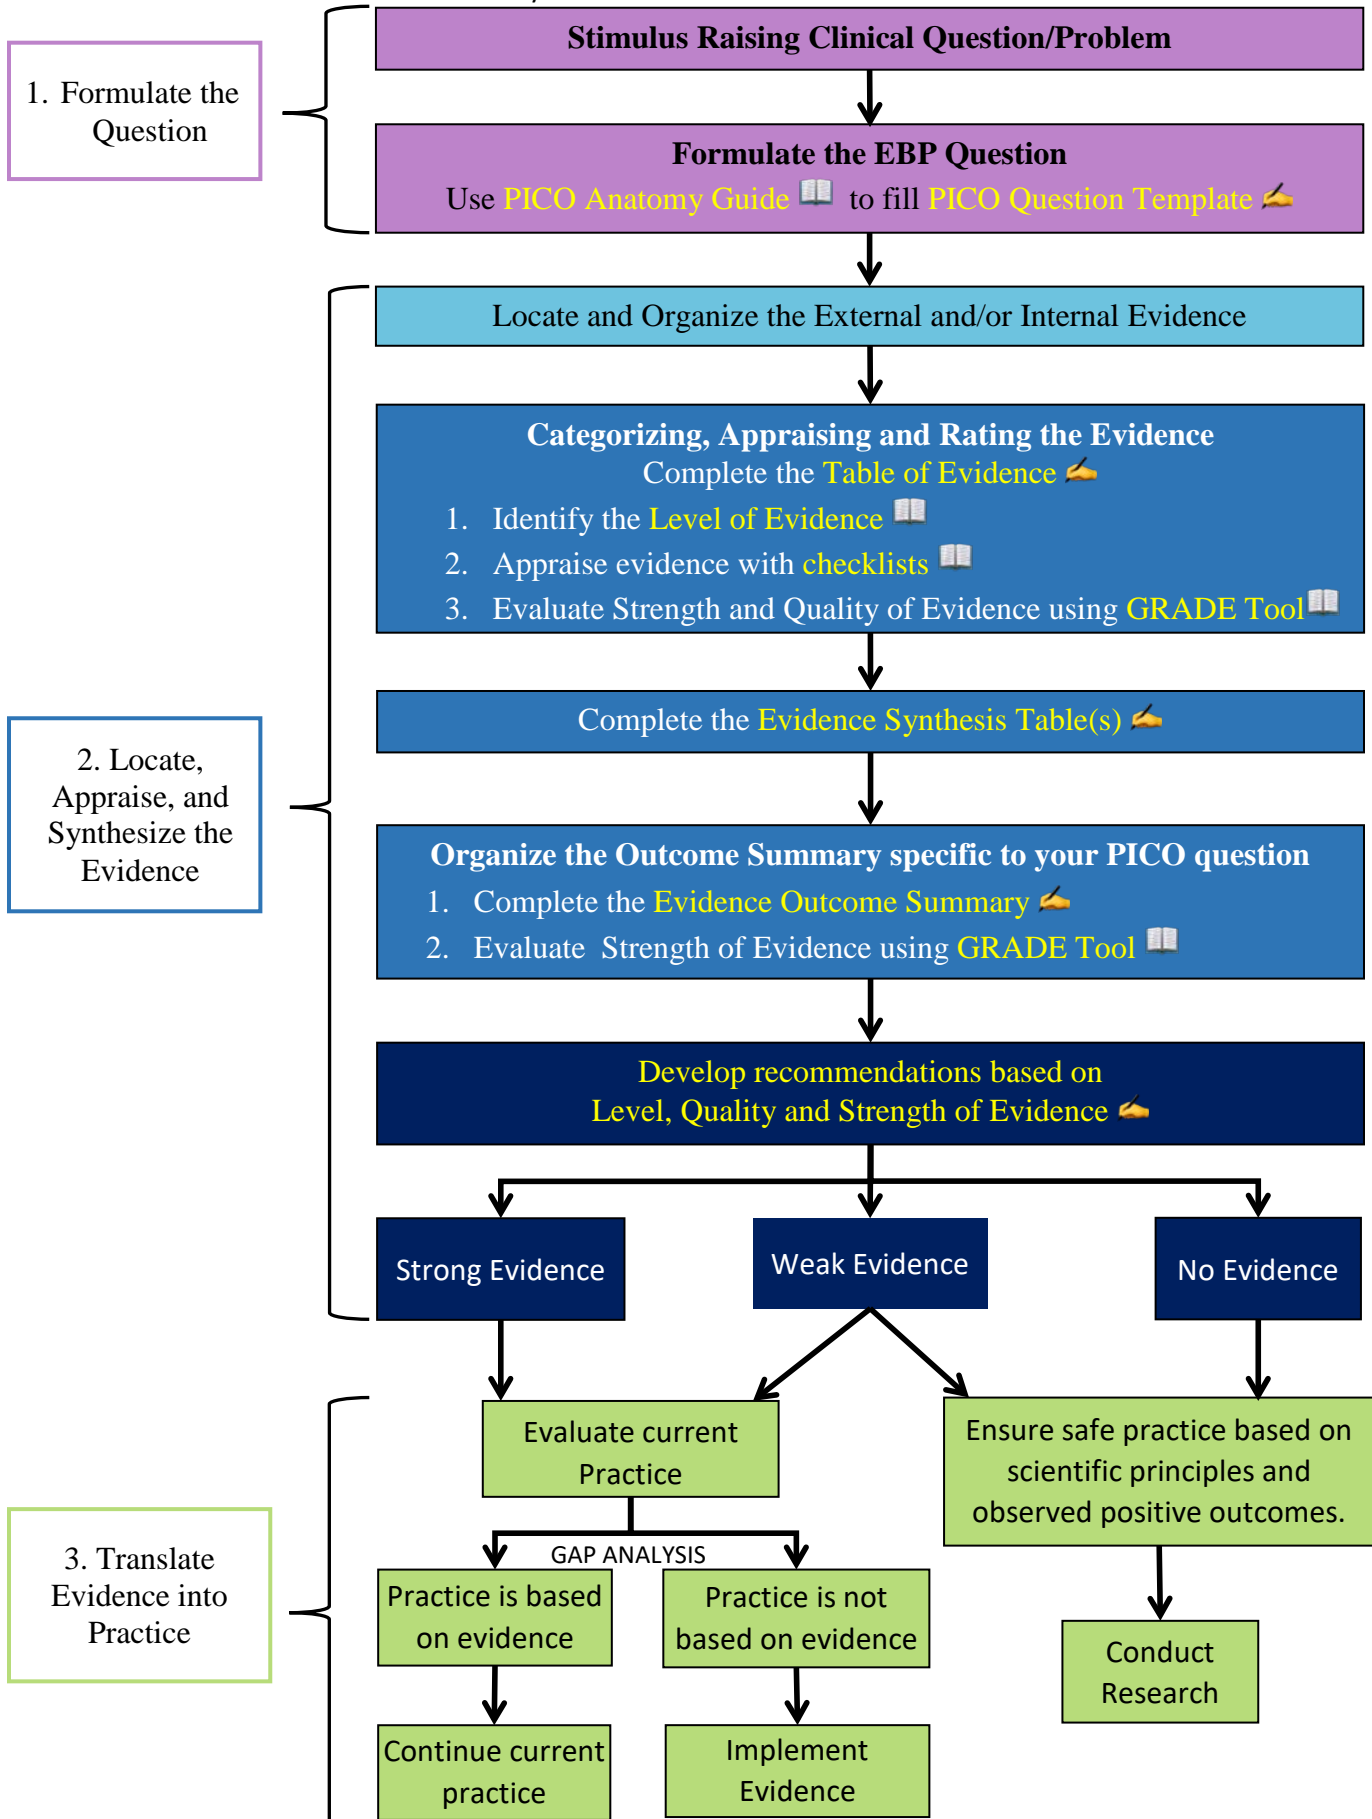 Stimulus Raising Clinical Question/Problem
1. Formulate the
Question
Formulate the EBP Question
Use PICO Anatomy Guide 📖 to fill PICO Question Template ✍
Locate and Organize the External and/or Internal Evidence
Categorizing, Appraising and Rating the Evidence
Complete the Table of Evidence ✍
1. Identify the Level of Evidence 📖
2. Appraise evidence with checklists 📖
3. Evaluate Strength and Quality of Evidence using GRADE Tool 📖
Complete the Evidence Synthesis Table(s) ✍
2. Locate,
Appraise, and
Synthesize the
Evidence
Organize the Outcome Summary specific to your PICO question
1. Complete the Evidence Outcome Summary ✍
2. Evaluate Strength of Evidence using GRADE Tool 📖
Develop recommendations based on
Level, Quality and Strength of Evidence ✍
Strong Evidence
Weak Evidence
No Evidence
Evaluate current
Practice
Ensure safe practice based on
scientific principles and
observed positive outcomes.
3. Translate
Evidence into
Practice
GAP ANALYSIS
Practice is based
on evidence
Practice is not
based on evidence
Conduct
Research
Continue current
practice
Implement
Evidence